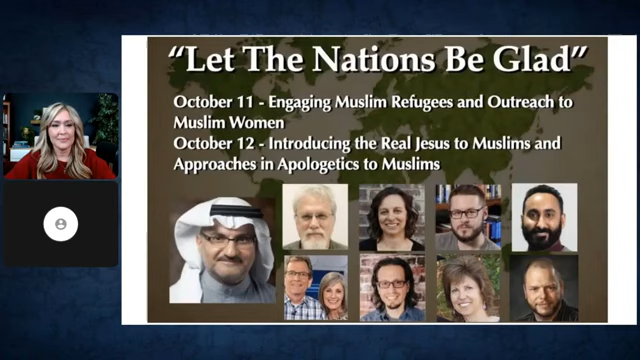 “Let The Nations Be Glad”
October 11 - Engaging Muslim Refugees and Outreach to
Muslim Women
October 12 - Introducing the Real Jesus to Muslims and
Approaches in Apologetics to Muslims